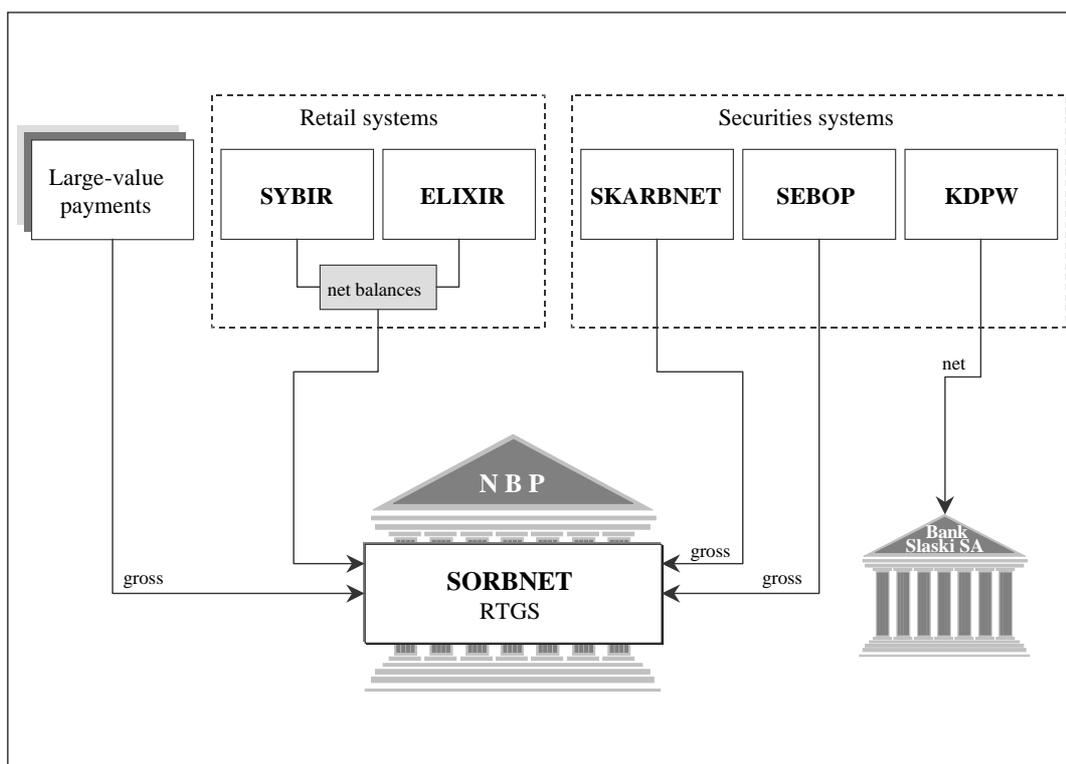 Retail systems
Securities systems
Large-value
payments
SYBIR
ELIXIR
SKARBNET
SEBOP
KDPW
net balances
net
N B P
Bank
Slaski SA
gross
gross
gross
SORBNET
RTGS